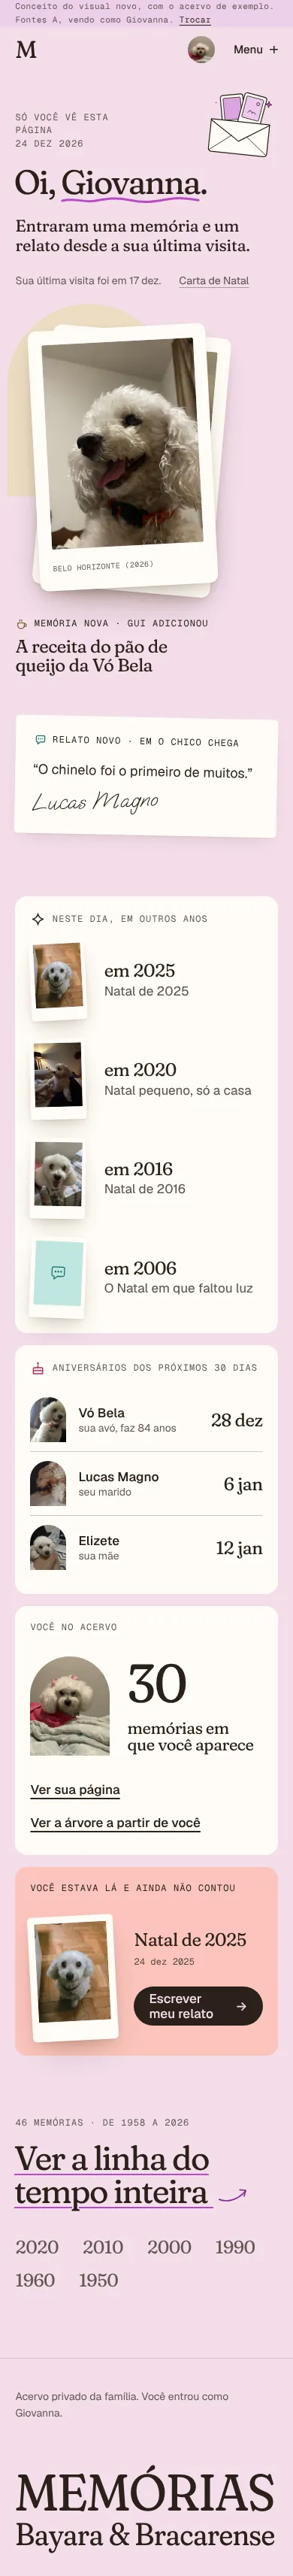 Conceito do visual novo, com o acervo de exemplo.
Fontes A, vendo como Giovanna. Trocar
M
Menu +
SÓ VOCÊ VÊ ESTA
PÁGINA
24 DEZ 2026
Oi, Giovanna.
Entraram uma memória e um
relato desde a sua última visita.
Sua última visita foi em 17 dez. Carta de Natal
BELO HORIZONTE (2026)
MEMÓRIA NOVA · GUI ADICIONOU
A receita do pão de
queijo da Vó Bela
RELATO NOVO · EM O CHICO CHEGA
“O chinelo foi o primeiro de muitos.”
Lucas Magno
NESTE DIA, EM OUTROS ANOS
em 2025
Natal de 2025
em 2020
Natal pequeno, só a casa
em 2016
Natal de 2016
em 2006
O Natal em que faltou luz
ANIVERSÁRIOS DOS PRÓXIMOS 30 DIAS
Vó Bela
sua avó, faz 84 anos
28 dez
Lucas Magno
seu marido
6 jan
Elizete
sua mãe
12 jan
VOCÊ NO ACERVO
30
memórias em
que você aparece
Ver sua página
Ver a árvore a partir de você
VOCÊ ESTAVA LÁ E AINDA NÃO CONTOU
Natal de 2025
24 dez 2025
Escrever
meu relato →
46 MEMÓRIAS · DE 1958 A 2026
Ver a linha do
tempo inteira
2020 2010 2000 1990
1960 1950
Acervo privado da família. Você entrou como
Giovanna.
MEMÓRIAS
Bayara & Bracarense